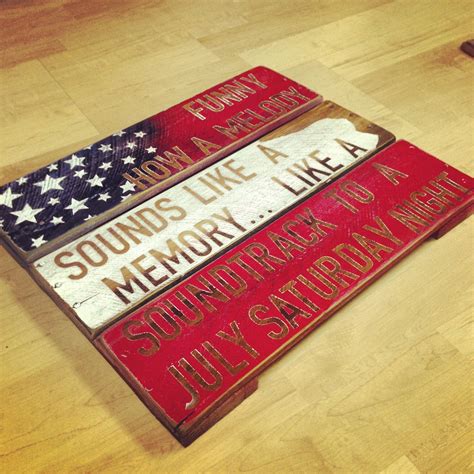 FUNNY
HOW A MELODY
SOUNDS LIKE A
MEMORY... LIKE A
SOUNDTRACK TO A
JULY SATURDAY NIGHT